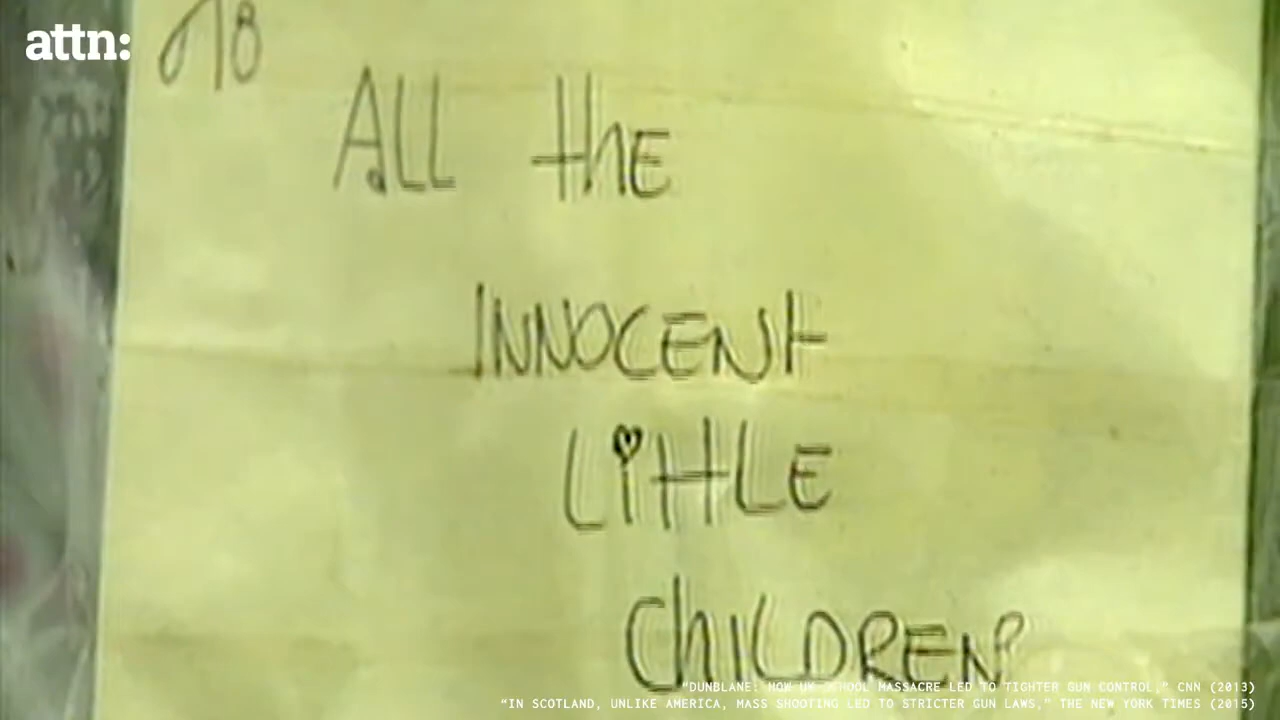 attn:
ALL the
INNOCENt
LittLE
ChILDREN
"DUNBLANE: HOW UK SCHOOL MASSACRE LED TO TIGHTER GUN CONTROL," CNN (2013)
"IN SCOTLAND, UNLIKE AMERICA, MASS SHOOTING LED TO STRICTER GUN LAWS," THE NEW YORK TIMES (2015)